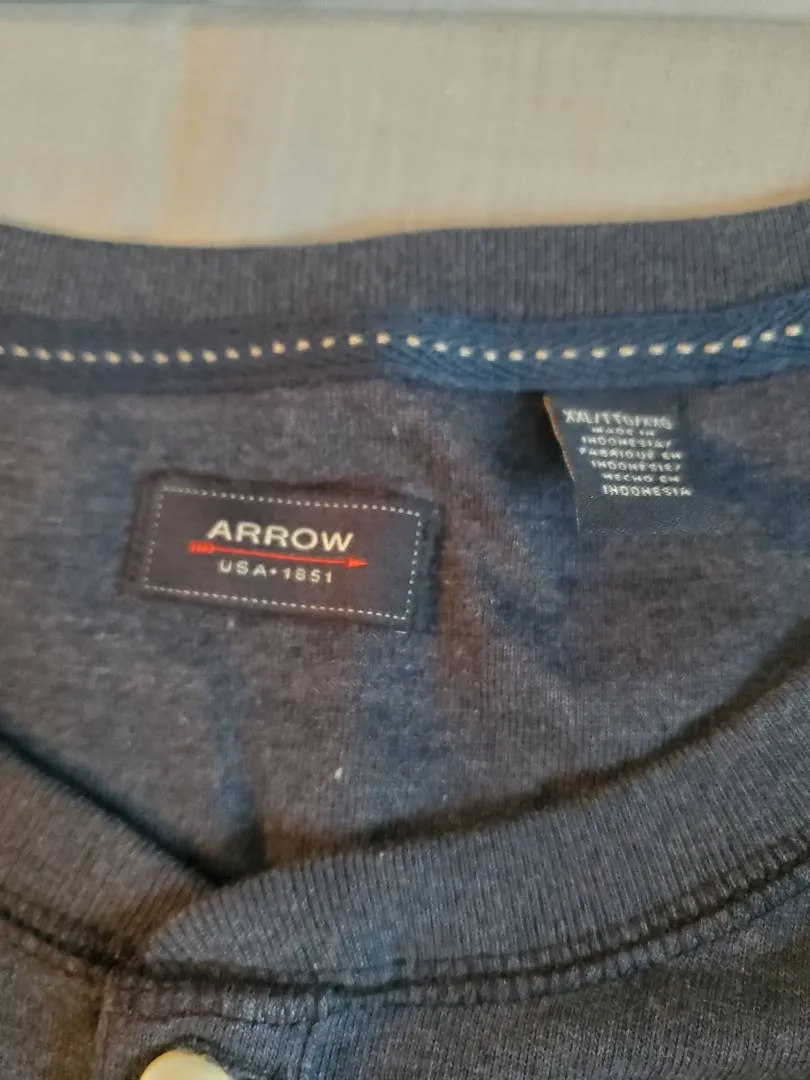 ARROW
USA•1851
XXL/TTG/XXG
MADE IN
INDONESIA/
FABRIQUÉ EN
INDONÉSIE/
HECHO EN
INDONESIA